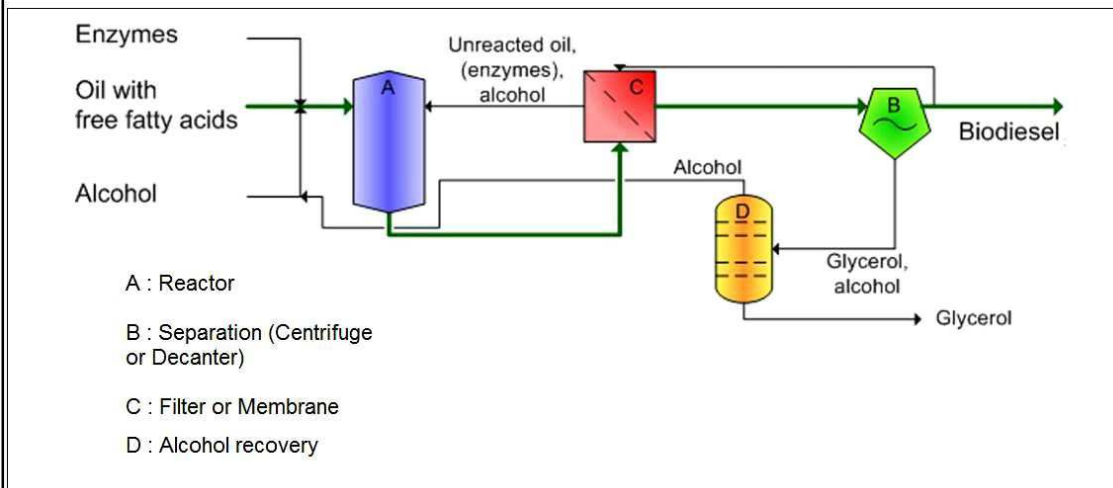 Enzymes
Oil with
free fatty acids
Alcohol
A
Unreacted oil,
(enzymes),
alcohol
C
B
Biodiesel
Alcohol
D
Glycerol,
alcohol
Glycerol
A : Reactor
B : Separation (Centrifuge
or Decanter)
C : Filter or Membrane
D : Alcohol recovery